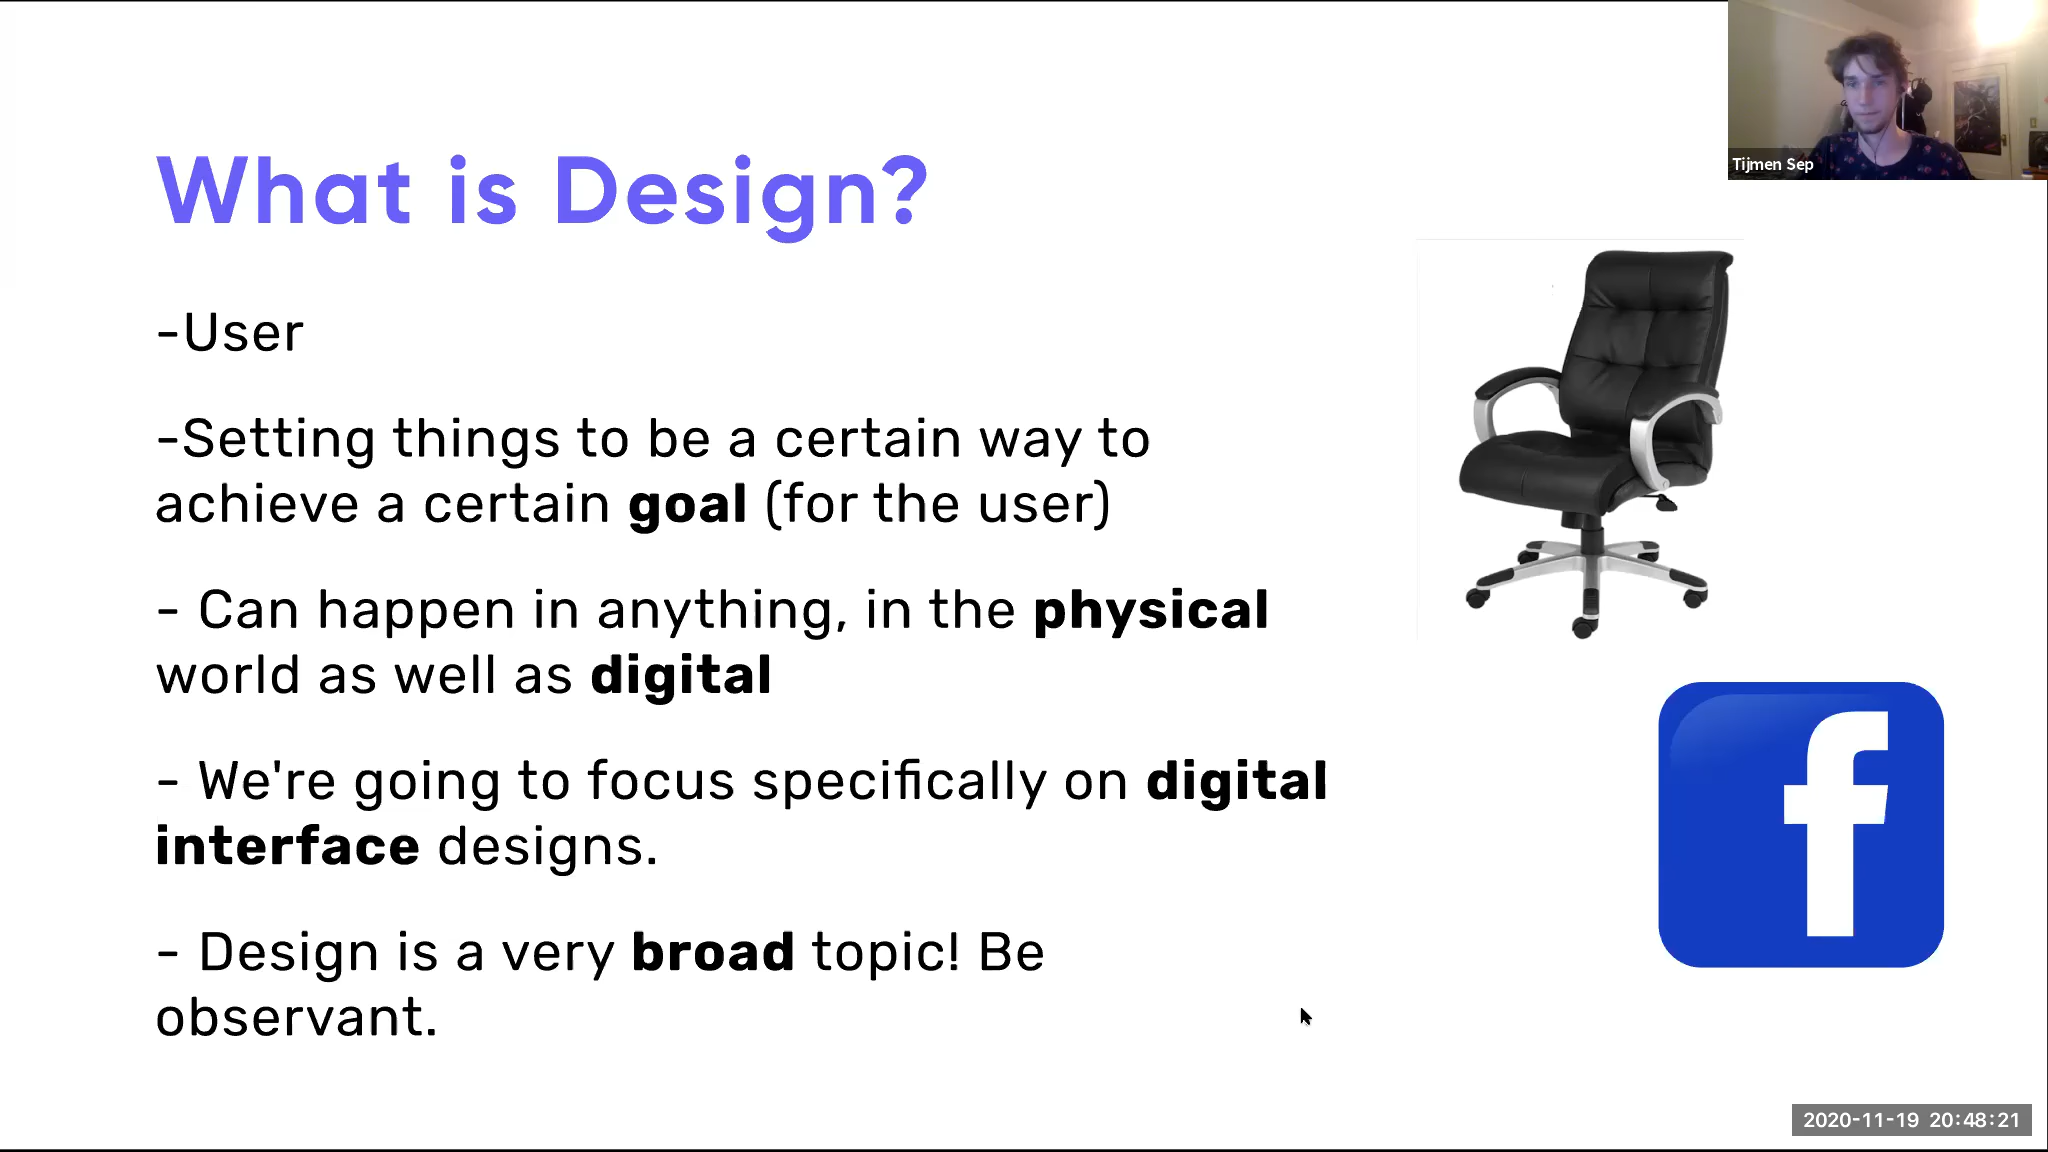 Tijmen Sep
What is Design?
-User
-Setting things to be a certain way to
achieve a certain goal (for the user)
- Can happen in anything, in the physical
world as well as digital
- We're going to focus specifically on digital
interface designs.
- Design is a very broad topic! Be
observant.
f
2020-11-19 20:48:21